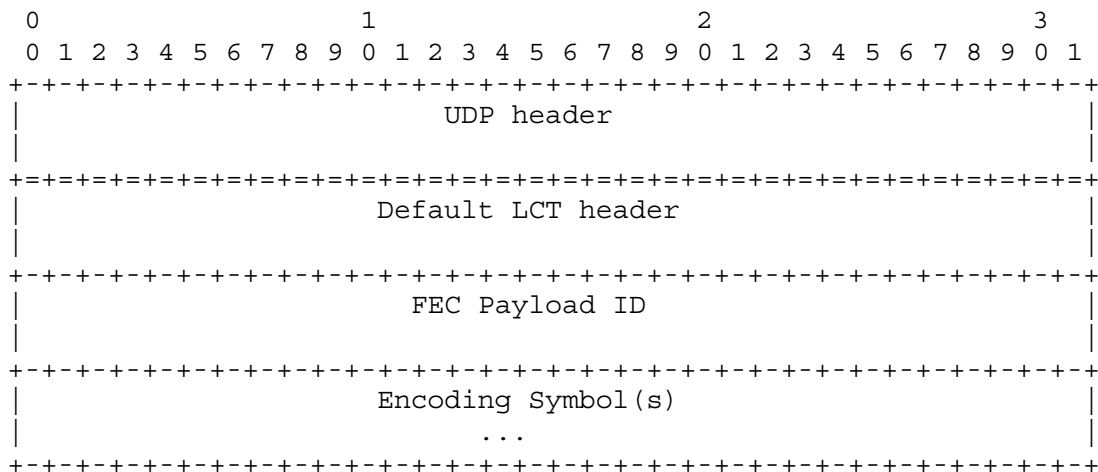 0                   1                   2                   3
 0 1 2 3 4 5 6 7 8 9 0 1 2 3 4 5 6 7 8 9 0 1 2 3 4 5 6 7 8 9 0 1
+-+-+-+-+-+-+-+-+-+-+-+-+-+-+-+-+-+-+-+-+-+-+-+-+-+-+-+-+-+-+-+-+
|                         UDP header                            |
|                                                               |
+=+=+=+=+=+=+=+=+=+=+=+=+=+=+=+=+=+=+=+=+=+=+=+=+=+=+=+=+=+=+=+=+
|                     Default LCT header                        |
|                                                               |
+-+-+-+-+-+-+-+-+-+-+-+-+-+-+-+-+-+-+-+-+-+-+-+-+-+-+-+-+-+-+-+-+
|                       FEC Payload ID                          |
|                                                               |
+-+-+-+-+-+-+-+-+-+-+-+-+-+-+-+-+-+-+-+-+-+-+-+-+-+-+-+-+-+-+-+-+
|                     Encoding Symbol(s)                        |
|                           ...                                 |
+-+-+-+-+-+-+-+-+-+-+-+-+-+-+-+-+-+-+-+-+-+-+-+-+-+-+-+-+-+-+-+-+